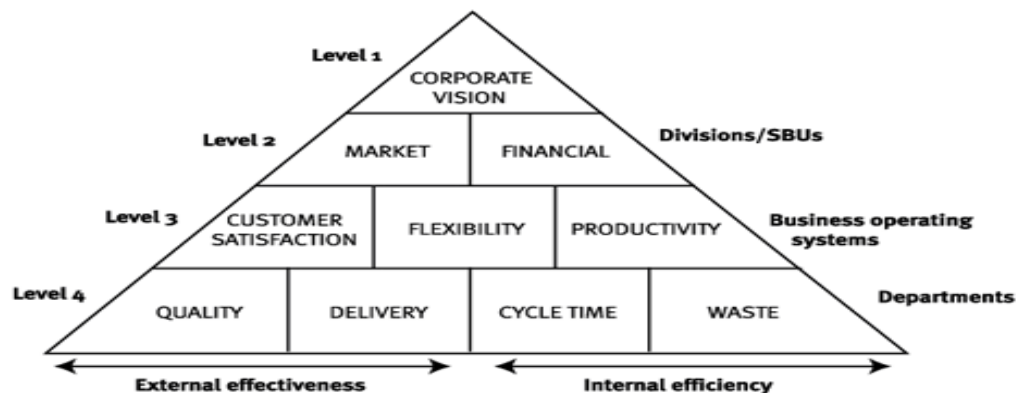 Level 1
CORPORATE
VISION
Level 2
MARKET
FINANCIAL
Divisions/SBUs
Level 3
CUSTOMER
SATISFACTION
FLEXIBILITY
PRODUCTIVITY
Business operating
systems
Level 4
QUALITY
DELIVERY
CYCLE TIME
WASTE
Departments
External effectiveness
Internal efficiency